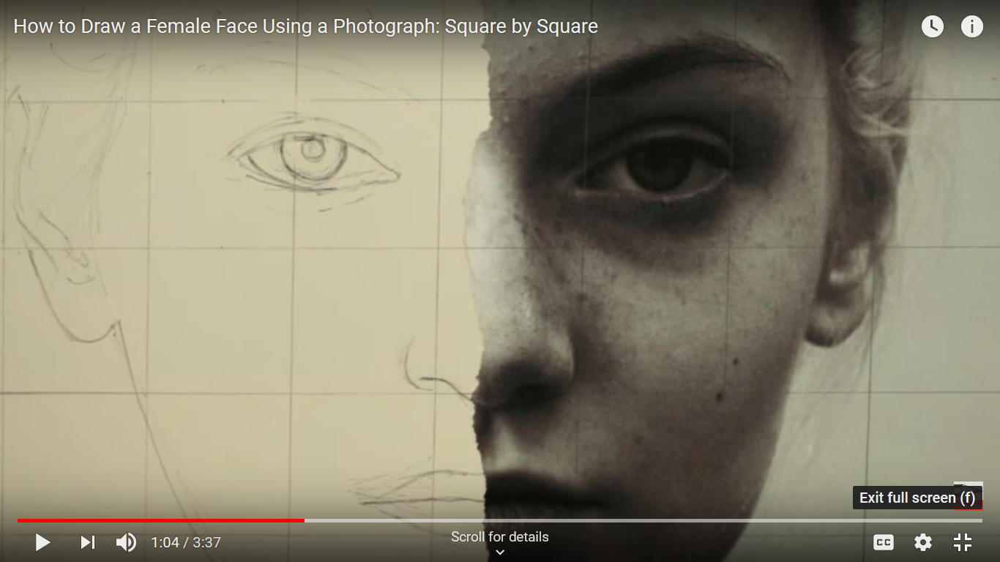 How to Draw a Female Face Using a Photograph: Square by Square
Exit full screen (f)
1:04 / 3:37
Scroll for details
CC